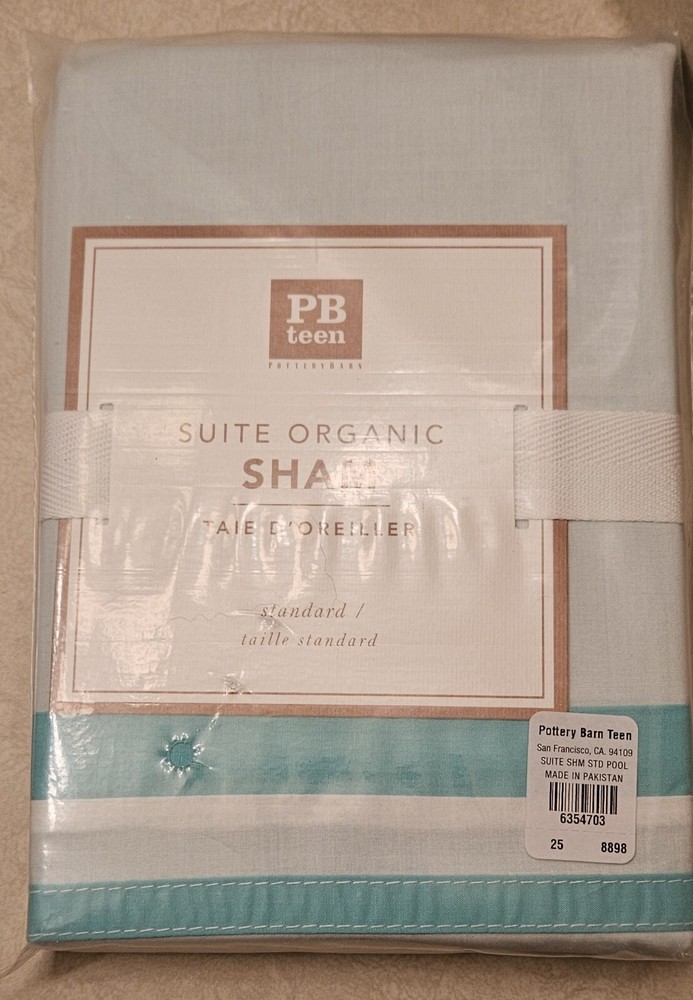 PB
teen
POTTERYBARN
SUITE ORGANIC
SHAM
TAIE D'OREILLER
standard /
taille standard
Pottery Barn Teen
San Francisco, CA. 94109
SUITE SHM STD POOL
MADE IN PAKISTAN
6354703
25 8898